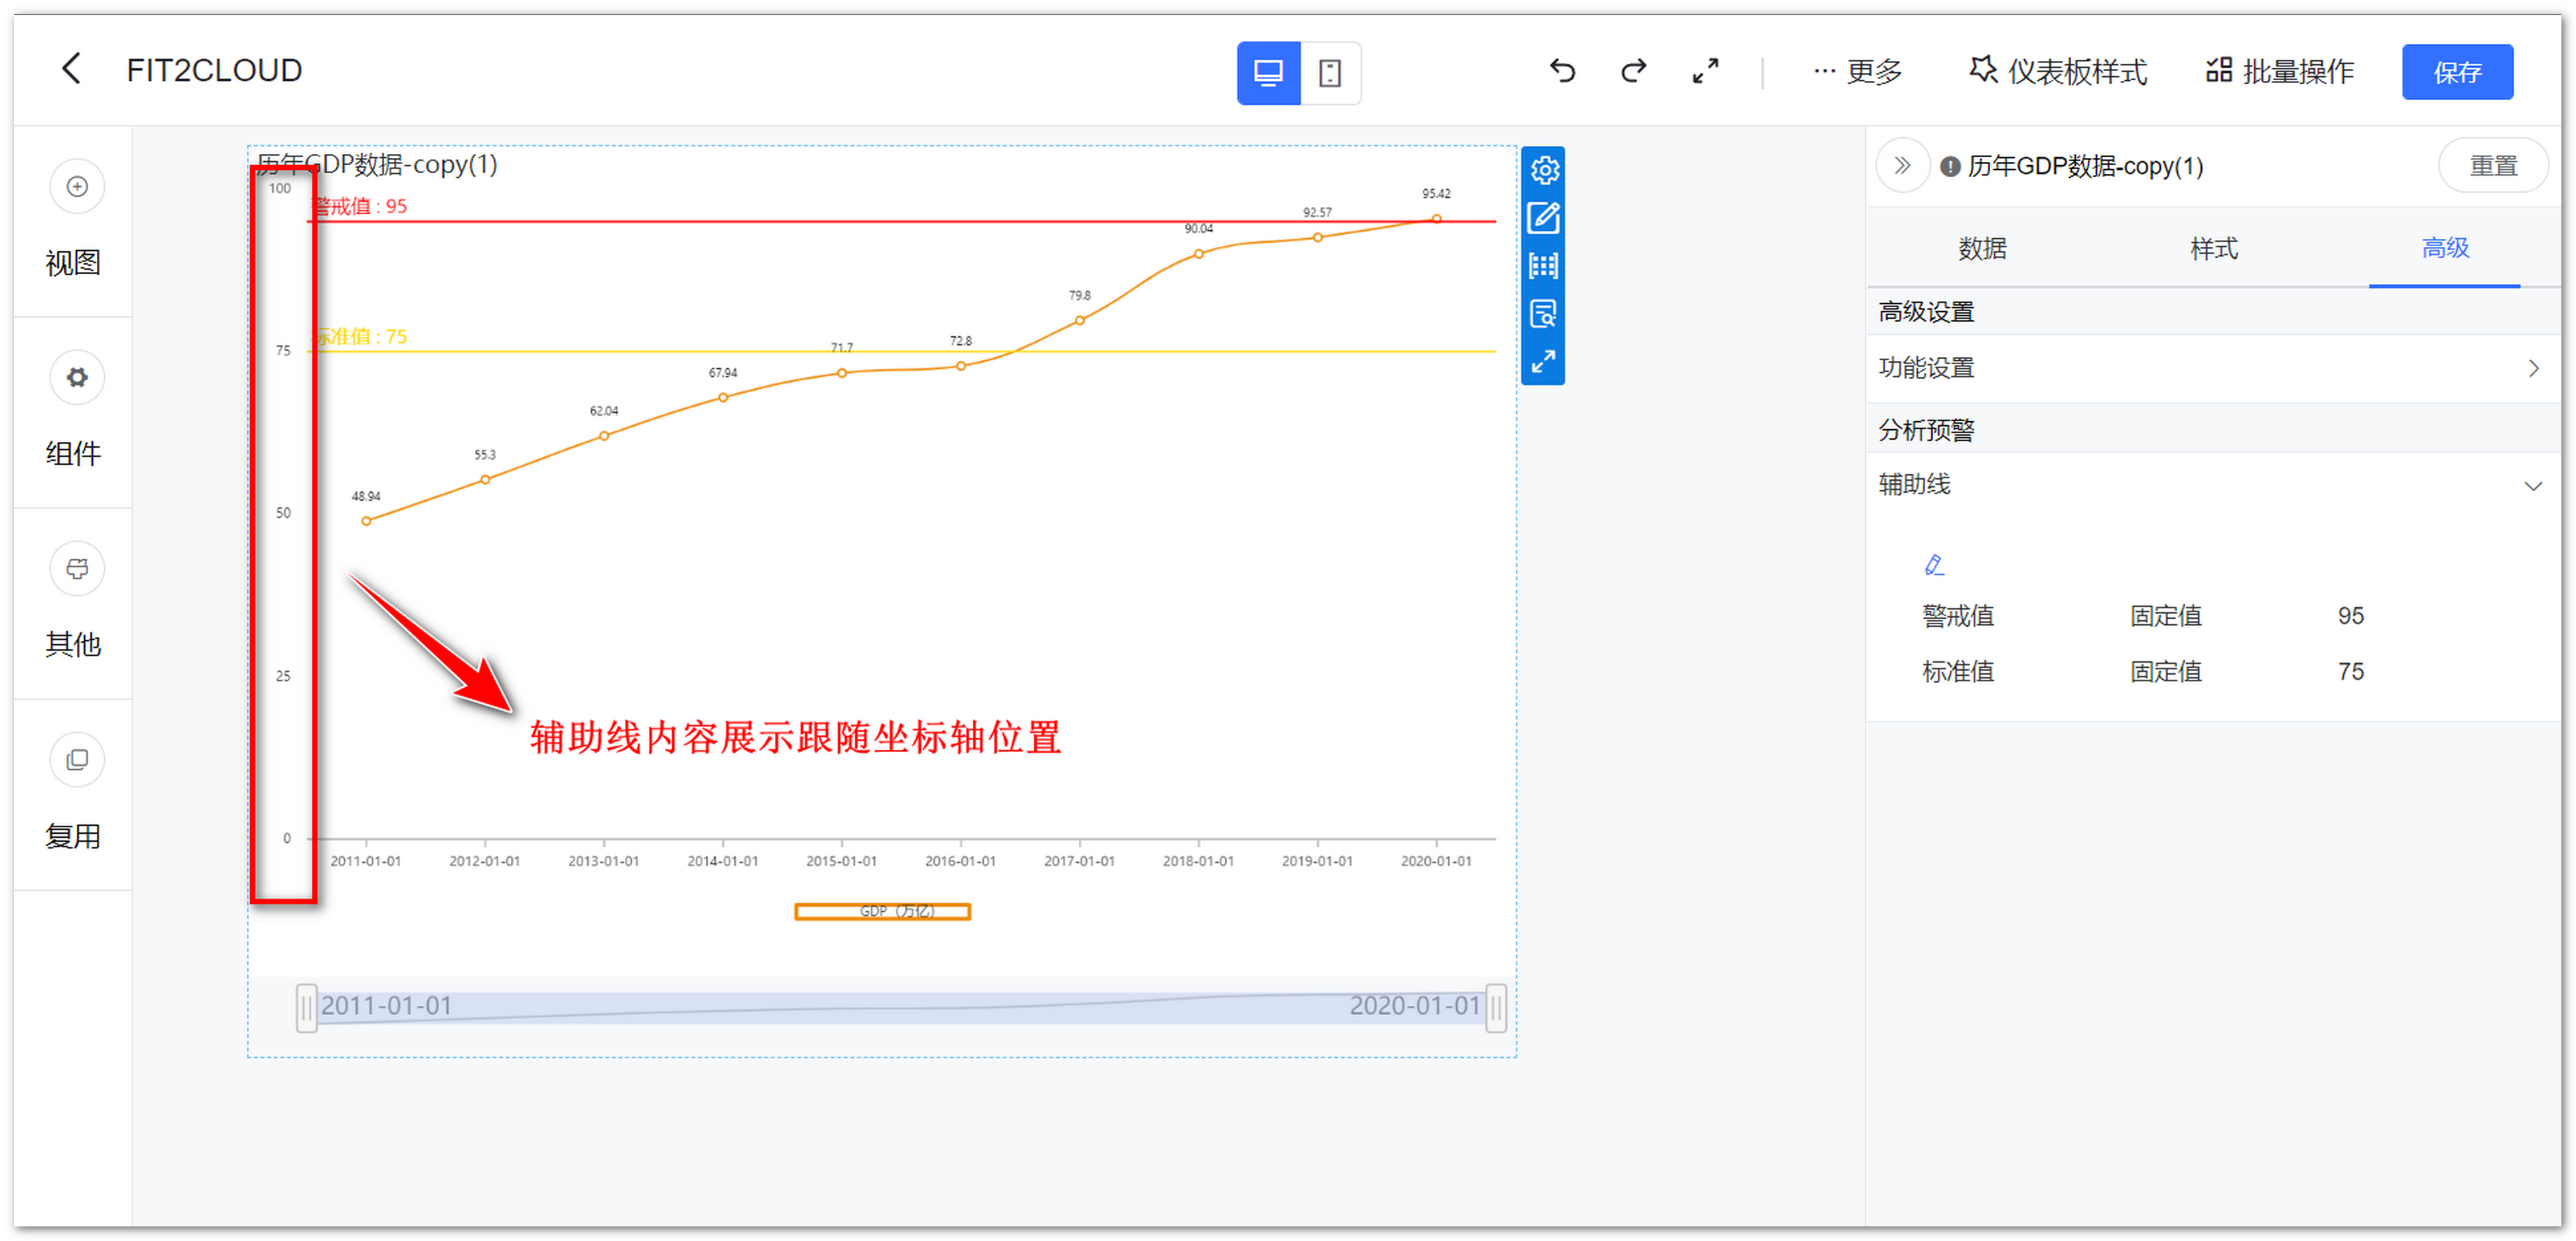 FIT2CLOUD
··· 更多
仪表板样式
批量操作
保存
视图
组件
其他
复用
历年GDP数据-copy(1)
100
75
50
25
0
警戒值 : 95
标准值 : 75
48.94
55.3
62.04
67.94
71.7
72.8
79.8
90.04
92.57
95.42
辅助线内容展示跟随坐标轴位置
2011-01-01
2012-01-01
2013-01-01
2014-01-01
2015-01-01
2016-01-01
2017-01-01
2018-01-01
2019-01-01
2020-01-01
GDP（万亿）
2011-01-01
2020-01-01
历年GDP数据-copy(1)
重置
数据
样式
高级
高级设置
功能设置
分析预警
辅助线
警戒值 固定值 95
标准值 固定值 75